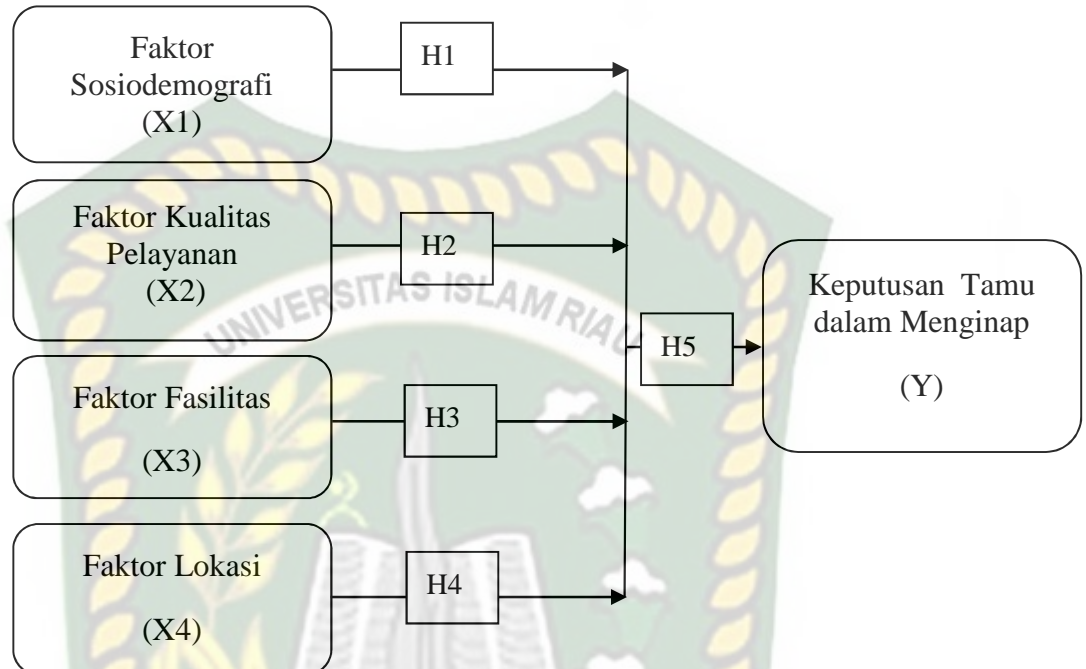 Faktor
Sosiodemografi
(X1)
H1
Faktor Kualitas
Pelayanan
(X2)
H2
UNIVERSITAS ISLAM RIAU
Faktor Fasilitas
(X3)
H3
Faktor Lokasi
(X4)
H4
H5
Keputusan Tamu
dalam Menginap
(Y)